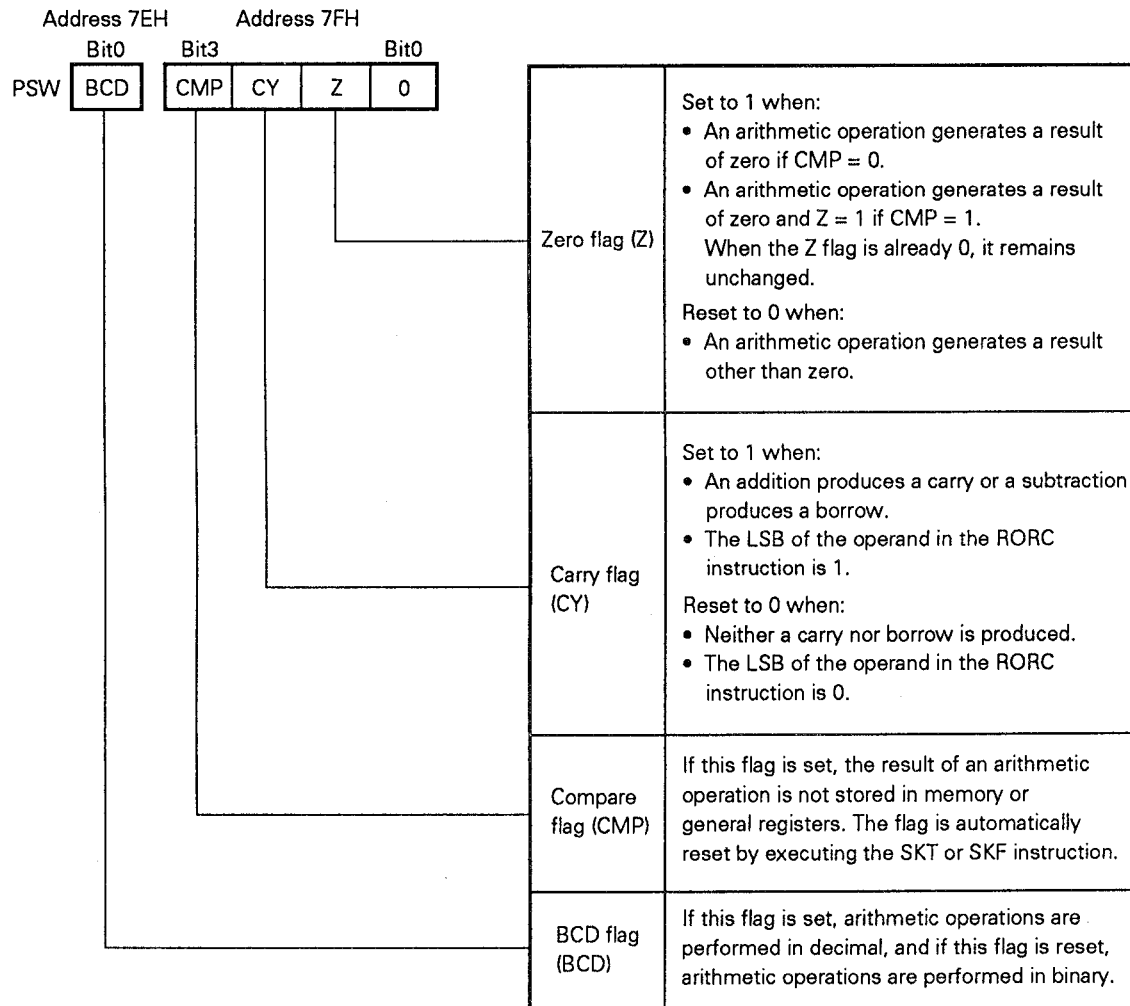 Address 7EH Address 7FH
Bit0 Bit3 Bit0
PSW BCD CMP CY Z 0
Zero flag (Z)
Set to 1 when:
• An arithmetic operation generates a result
of zero if CMP = 0.
• An arithmetic operation generates a result
of zero and Z = 1 if CMP = 1.
When the Z flag is already 0, it remains
unchanged.
Reset to 0 when:
• An arithmetic operation generates a result
other than zero.
Carry flag
(CY)
Set to 1 when:
• An addition produces a carry or a subtraction
produces a borrow.
• The LSB of the operand in the RORC
instruction is 1.
Reset to 0 when:
• Neither a carry nor borrow is produced.
• The LSB of the operand in the RORC
instruction is 0.
Compare
flag (CMP)
If this flag is set, the result of an arithmetic
operation is not stored in memory or
general registers. The flag is automatically
reset by executing the SKT or SKF instruction.
BCD flag
(BCD)
If this flag is set, arithmetic operations are
performed in decimal, and if this flag is reset,
arithmetic operations are performed in binary.